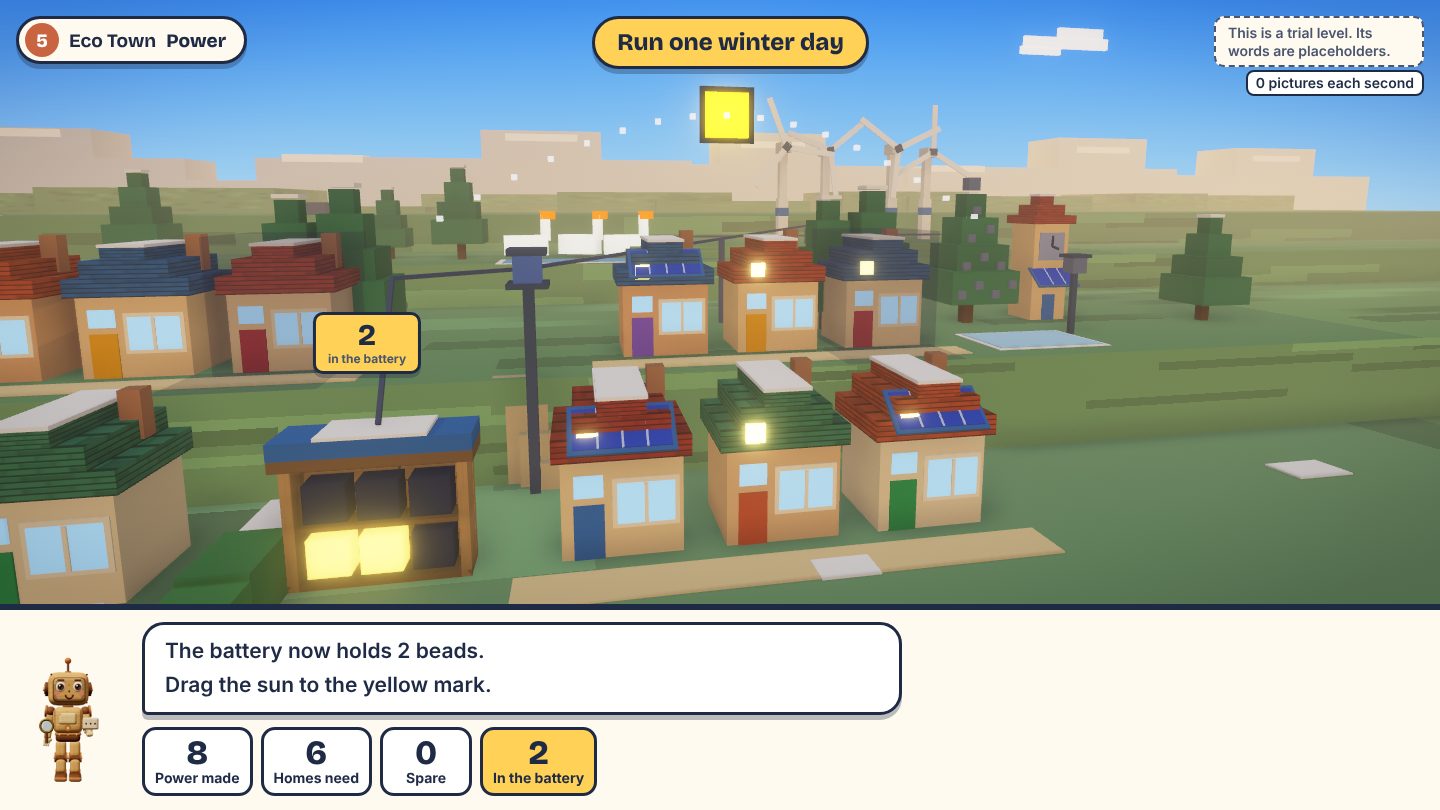 5 Eco Town Power
Run one winter day
This is a trial level. Its
words are placeholders.
0 pictures each second
2
in the battery
The battery now holds 2 beads.
Drag the sun to the yellow mark.
8
Power made
6
Homes need
0
Spare
2
In the battery